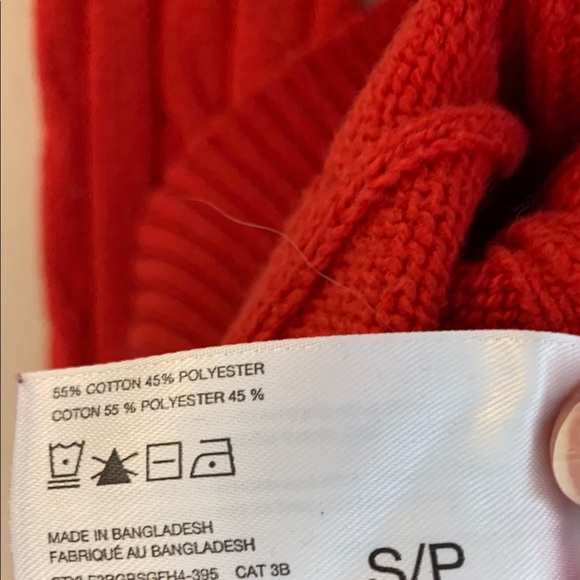 55% COTTON 45% POLYESTER
COTON 55 % POLYESTER 45 %
MADE IN BANGLADESH
FABRIQUÉ AU BANGLADESH
CAT 3B
S/P